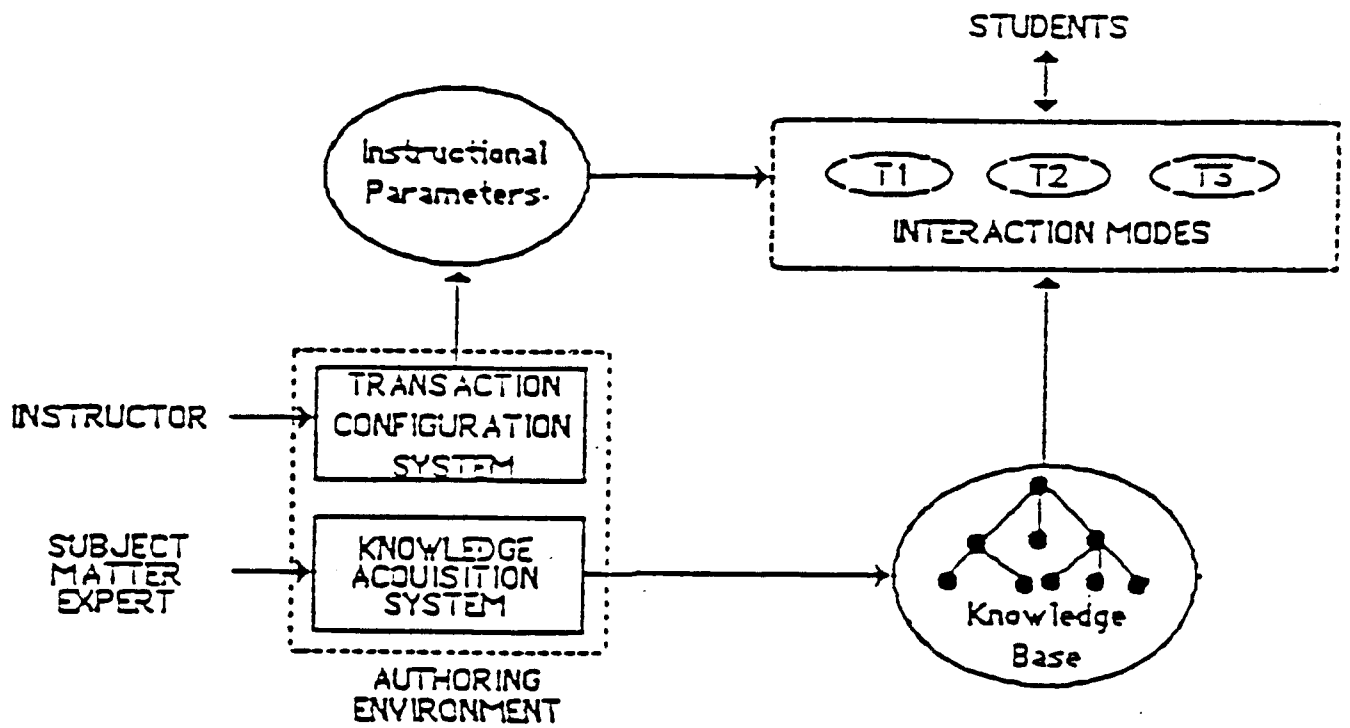 STUDENTS
Instructional
Parameters.
T1
T2
T3
INTERACTION MODES
INSTRUCTOR
TRANSACTION
CONFIGURATION
SYSTEM
SUBJECT
MATTER
EXPERT
KNOWLEDGE
ACQUISITION
SYSTEM
Knowledge
Base
AUTHORING
ENVIRONMENT